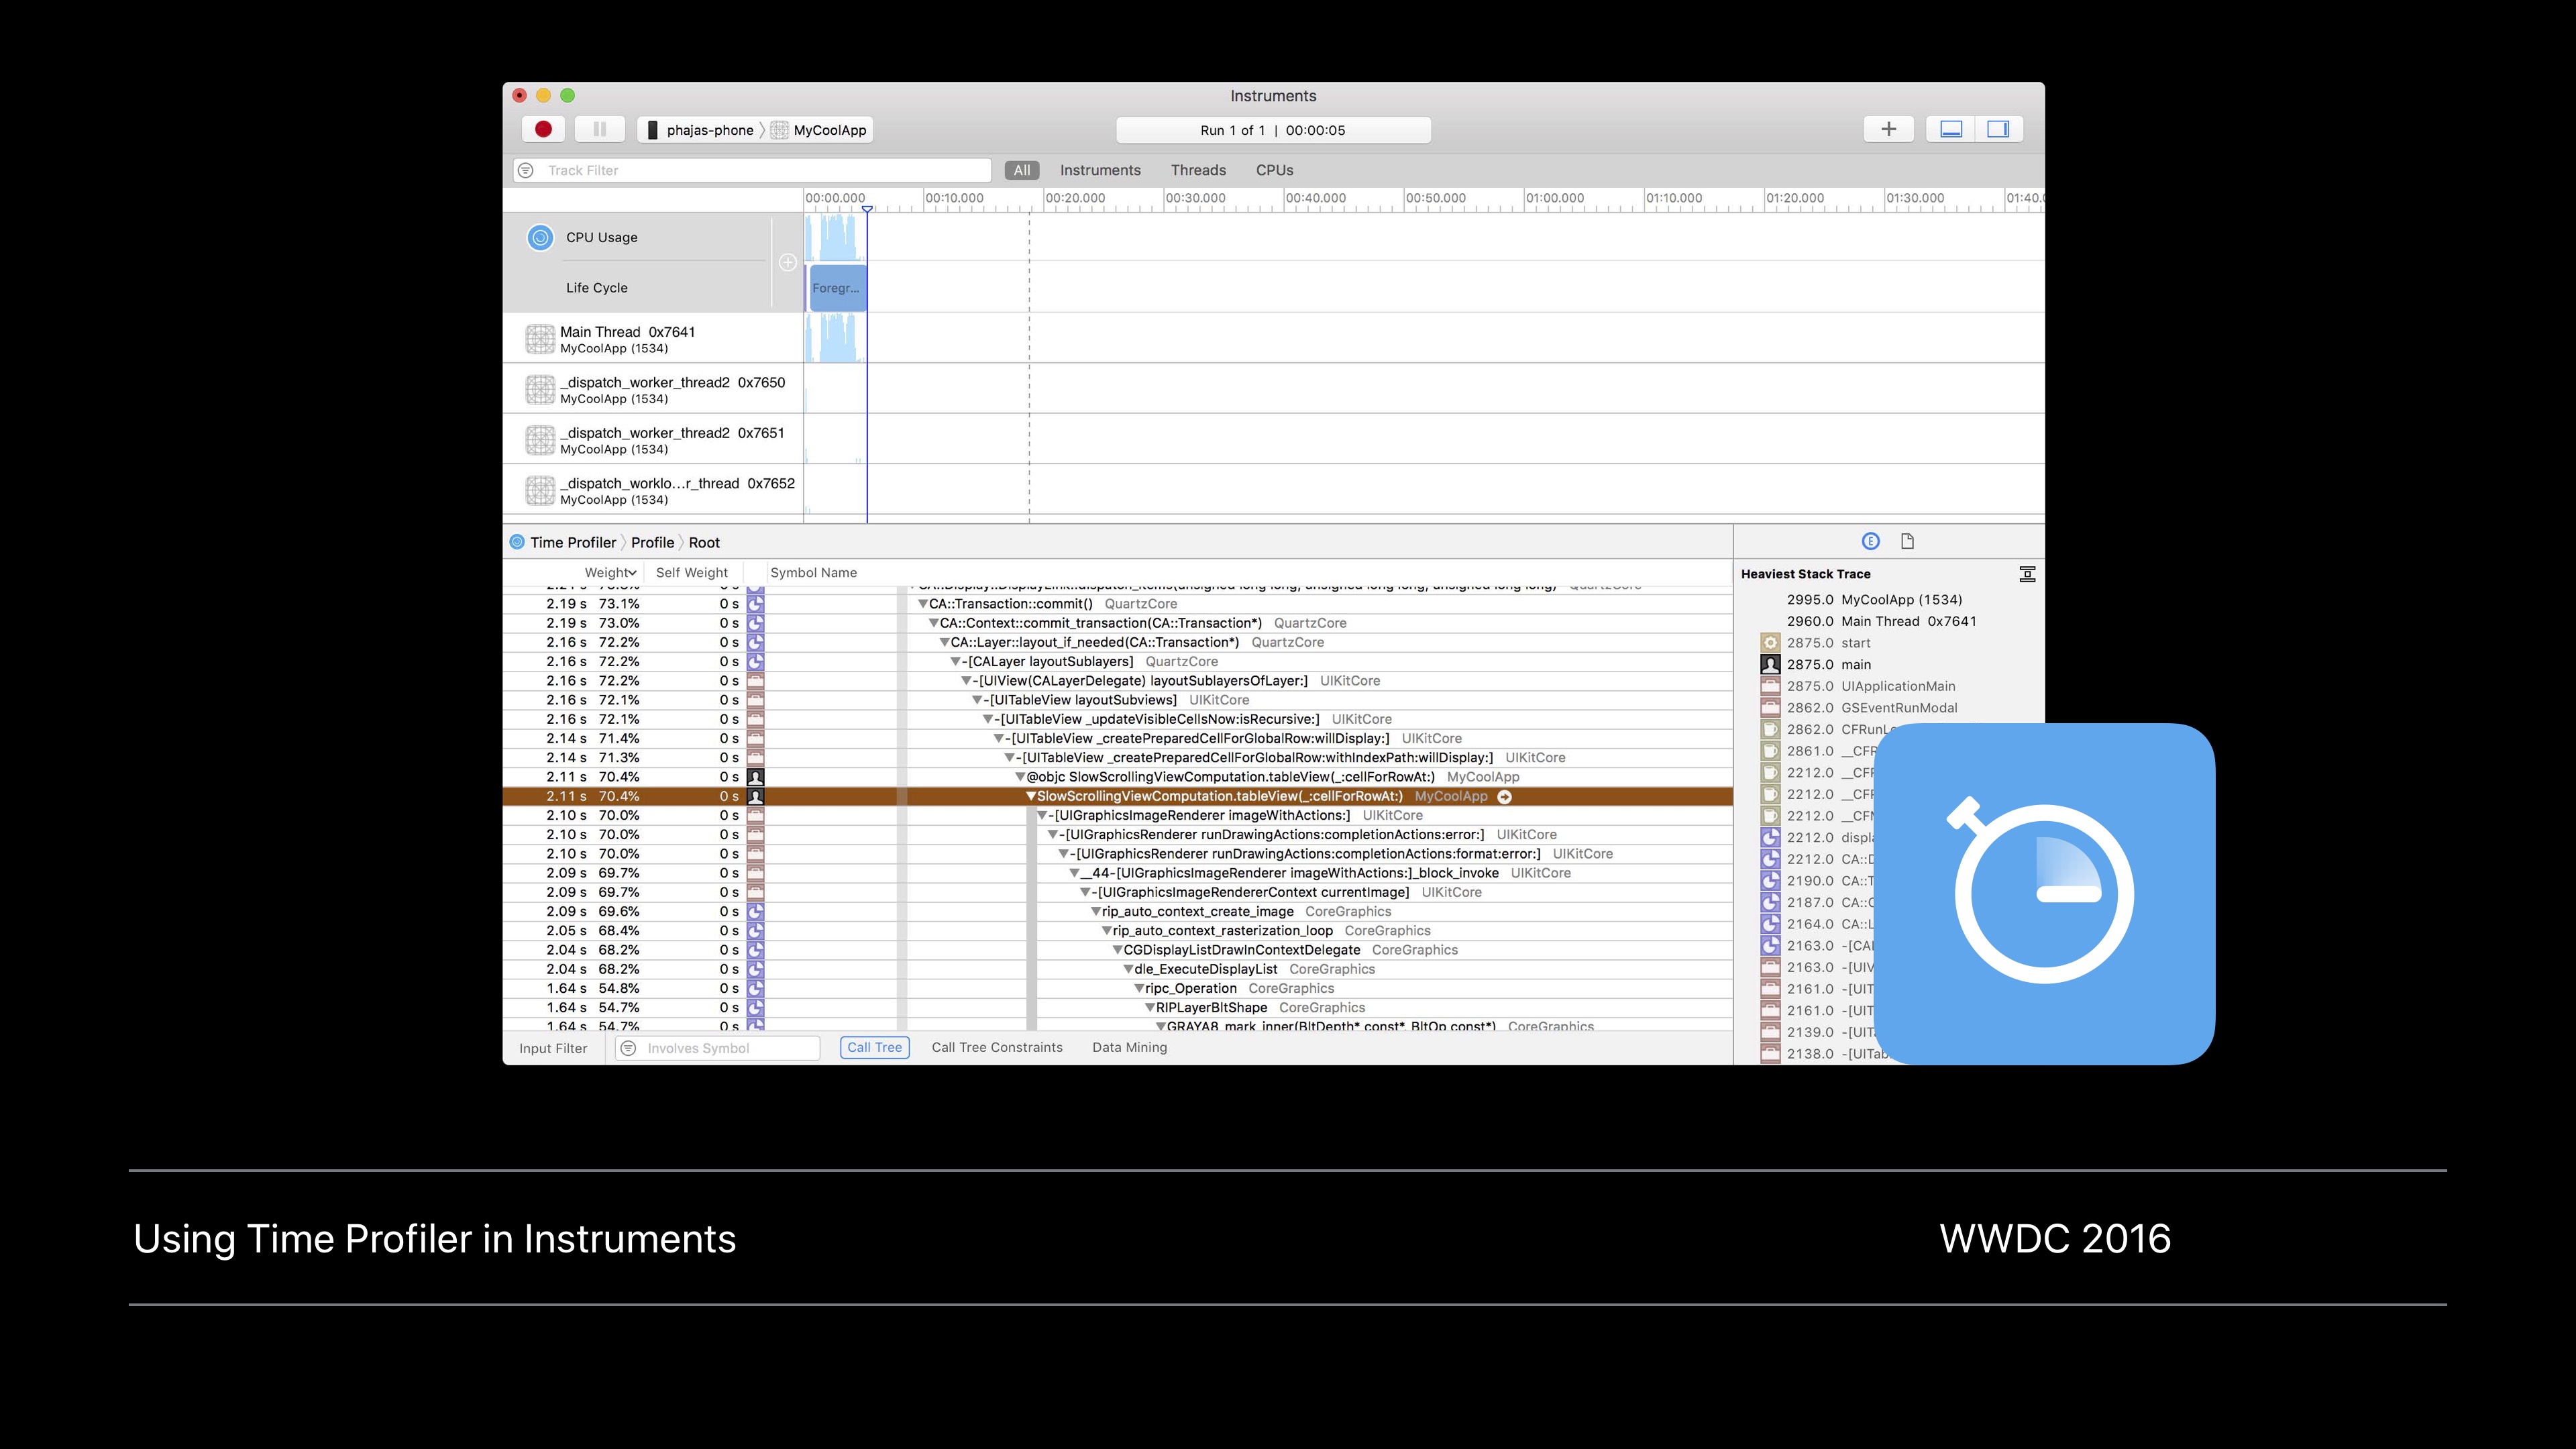 Instruments
phajas-phone MyCoolApp Run 1 of 1 | 00:00:05
Track Filter All Instruments Threads CPUs
00:00.000 00:10.000 00:20.000 00:30.000 00:40.000 00:50.000 01:00.000 01:10.000 01:20.000 01:30.000 01:40.
CPU Usage
Life Cycle Foregr...
Main Thread 0x7641
MyCoolApp (1534)
_dispatch_worker_thread2 0x7650
MyCoolApp (1534)
_dispatch_worker_thread2 0x7651
MyCoolApp (1534)
_dispatch_worklo...r_thread 0x7652
MyCoolApp (1534)
Time Profiler Profile Root
Weight Self Weight Symbol Name
2.19 s 73.1% 0 s CA::Transaction::commit() QuartzCore
2.19 s 73.0% 0 s CA::Context::commit_transaction(CA::Transaction*) QuartzCore
2.16 s 72.2% 0 s CA::Layer::layout_if_needed(CA::Transaction*) QuartzCore
2.16 s 72.2% 0 s -[CALayer layoutSublayers] QuartzCore
2.16 s 72.2% 0 s -[UIView(CALayerDelegate) layoutSublayersOfLayer:] UIKitCore
2.16 s 72.1% 0 s -[UITableView layoutSubviews] UIKitCore
2.16 s 72.1% 0 s -[UITableView _updateVisibleCellsNow:isRecursive:] UIKitCore
2.14 s 71.4% 0 s -[UITableView _createPreparedCellForGlobalRow:willDisplay:] UIKitCore
2.14 s 71.3% 0 s -[UITableView _createPreparedCellForGlobalRow:withIndexPath:willDisplay:] UIKitCore
2.11 s 70.4% 0 s @objc SlowScrollingViewComputation.tableView(_:cellForRowAt:) MyCoolApp
2.11 s 70.4% 0 s SlowScrollingViewComputation.tableView(_:cellForRowAt:) MyCoolApp
2.10 s 70.0% 0 s -[UIGraphicsImageRenderer imageWithActions:] UIKitCore
2.10 s 70.0% 0 s -[UIGraphicsRenderer runDrawingActions:completionActions:error:] UIKitCore
2.10 s 70.0% 0 s -[UIGraphicsRenderer runDrawingActions:completionActions:format:error:] UIKitCore
2.09 s 69.7% 0 s __44-[UIGraphicsImageRenderer imageWithActions:]_block_invoke UIKitCore
2.09 s 69.7% 0 s -[UIGraphicsImageRendererContext currentImage] UIKitCore
2.09 s 69.6% 0 s rip_auto_context_create_image CoreGraphics
2.05 s 68.4% 0 s rip_auto_context_rasterization_loop CoreGraphics
2.04 s 68.2% 0 s CGDisplayListDrawInContextDelegate CoreGraphics
2.04 s 68.2% 0 s dle_ExecuteDisplayList CoreGraphics
1.64 s 54.8% 0 s ripc_Operation CoreGraphics
1.64 s 54.7% 0 s RIPLayerBltShape CoreGraphics
1.64 s 54.7% 0 s GRAYA8_mark_inner(BltDepth* const*, BltOp const*) CoreGraphics
Input Filter Involves Symbol Call Tree Call Tree Constraints Data Mining
E
Heaviest Stack Trace
2995.0 MyCoolApp (1534)
2960.0 Main Thread 0x7641
2875.0 start
2875.0 main
2875.0 UIApplicationMain
2862.0 GSEventRunModal
2862.0 CFRunL
2861.0 __CFR
2212.0 __CF
2212.0 __CF
2212.0 __CF
2212.0 displ
2212.0 CA::
2190.0 CA::T
2187.0 CA::C
2164.0 CA::L
2163.0 -[CA
2163.0 -[UIV
2161.0 -[UIT
2161.0 -[UIT
2139.0 -[UIT
2138.0 -[UITab
Using Time Profiler in Instruments WWDC 2016